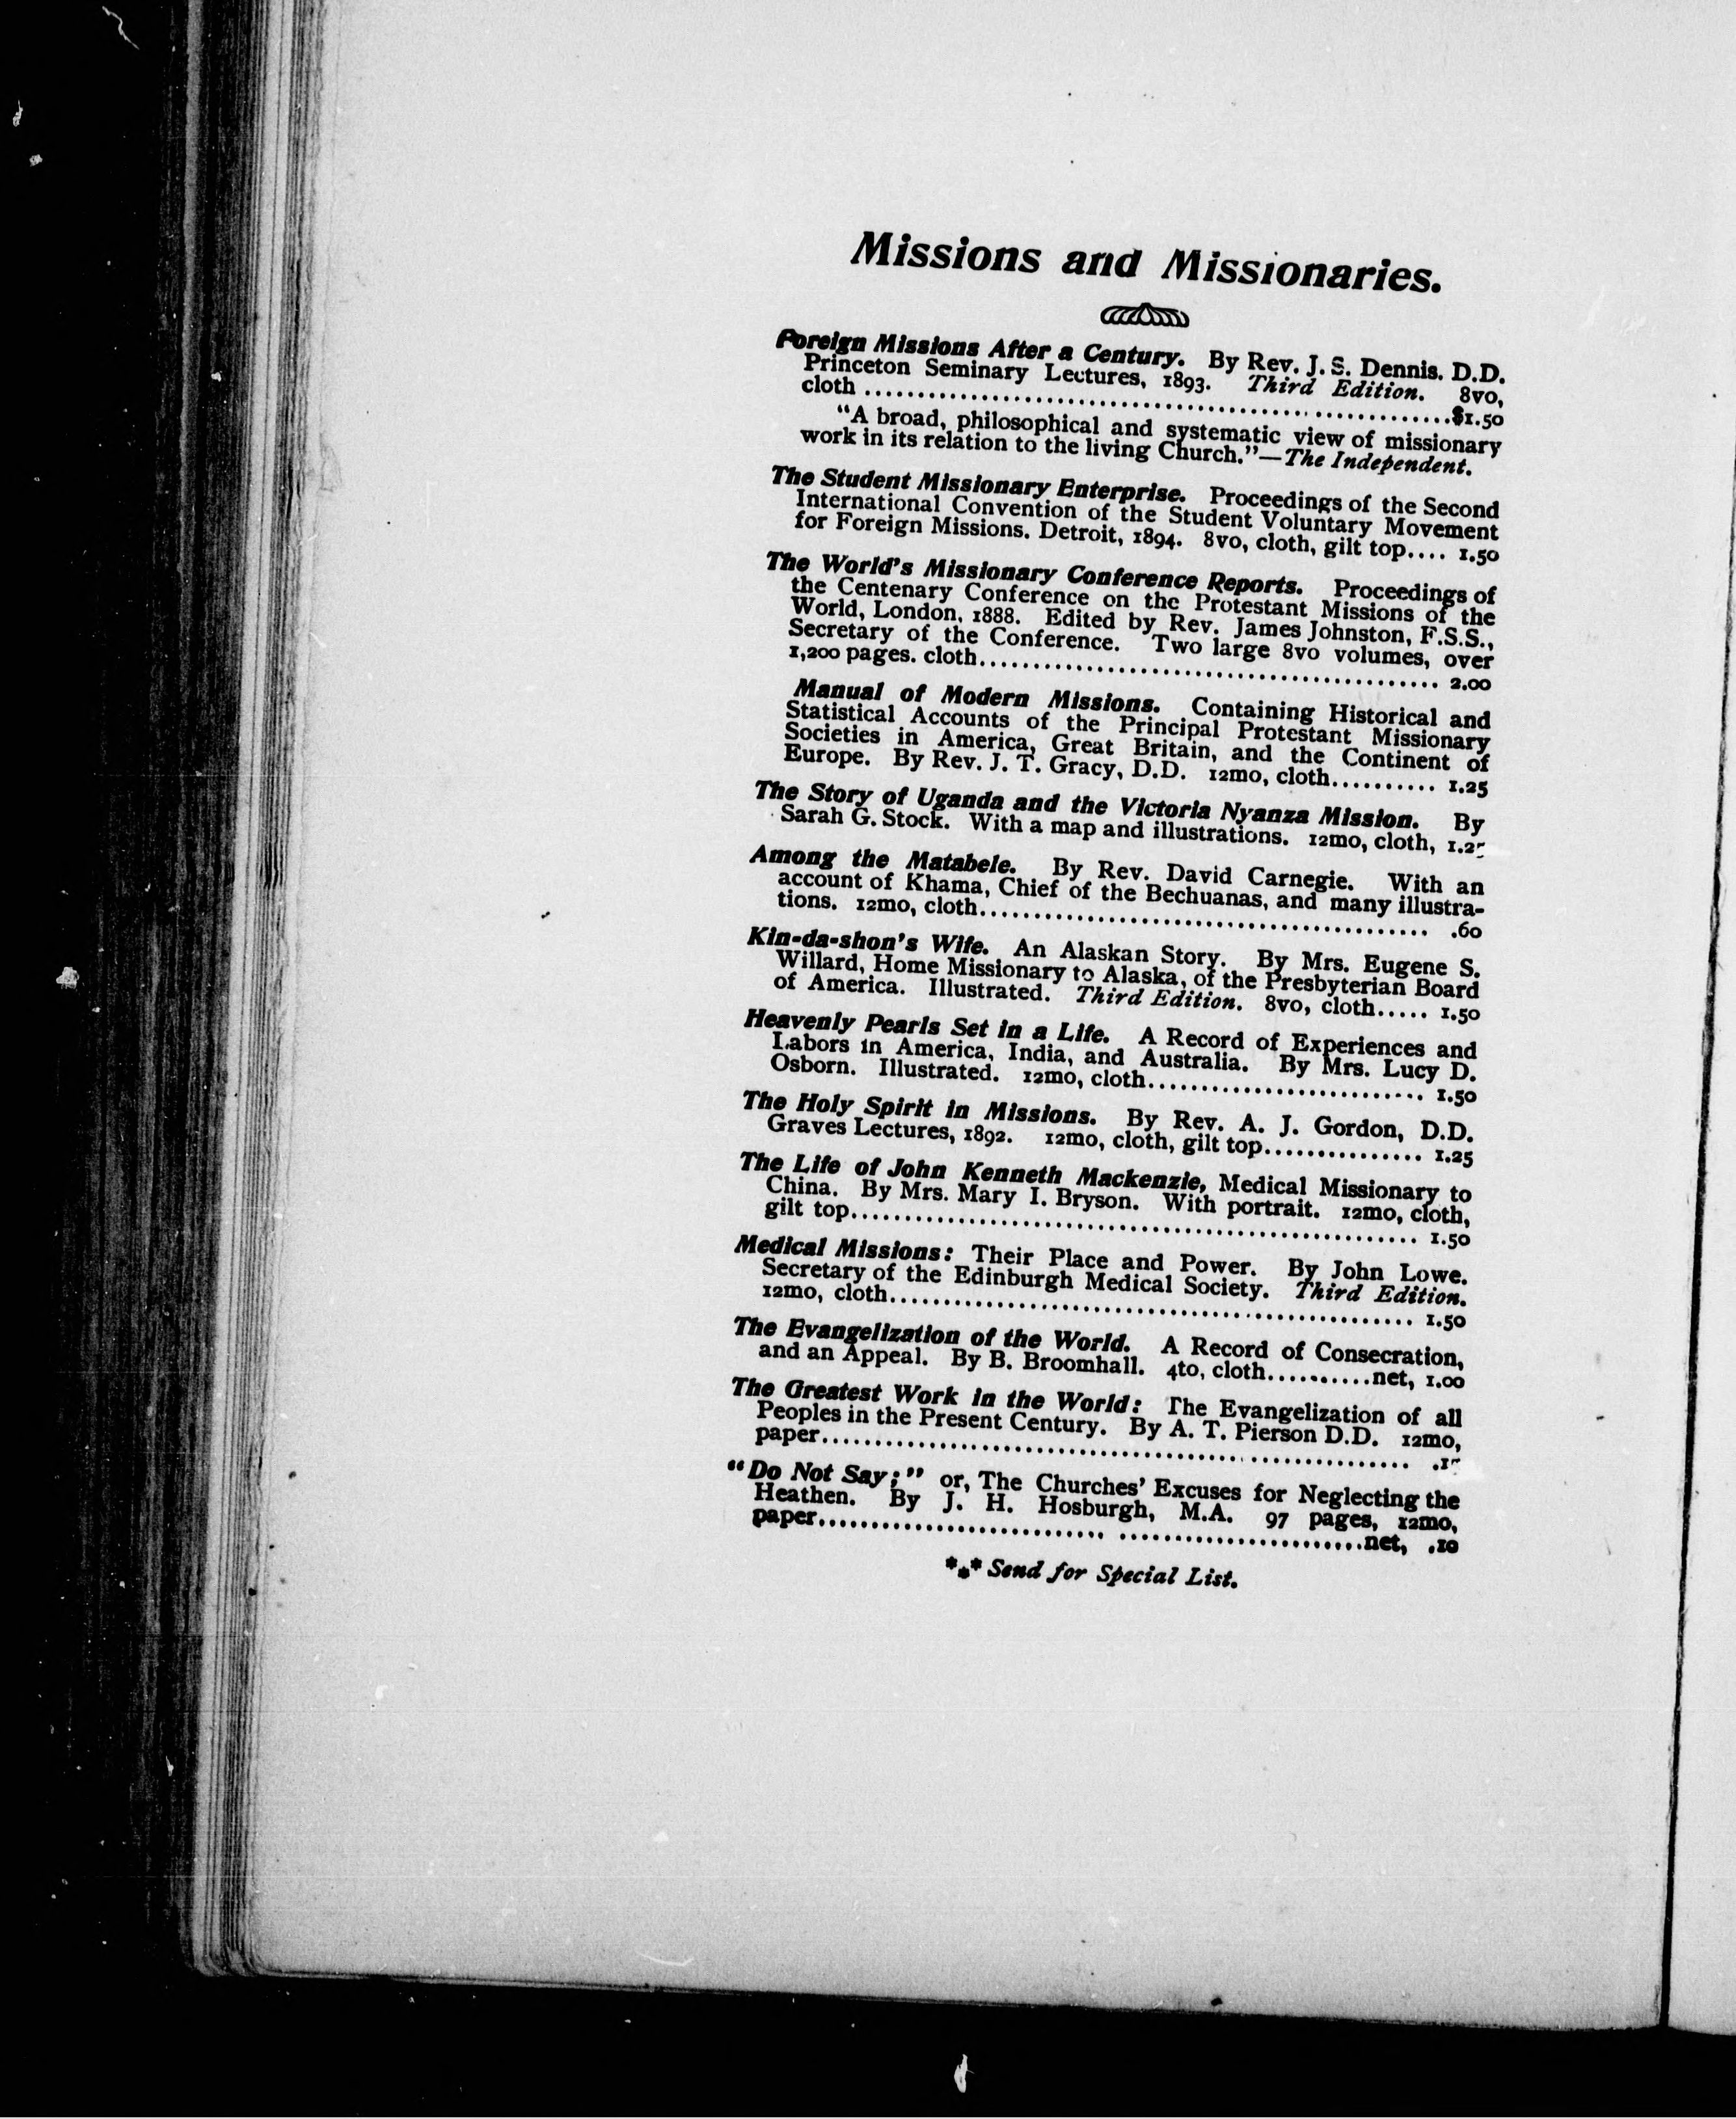 Missions and Missionaries.
Foreign Missions After a Century. By Rev. J. S. Dennis. D.D.
Princeton Seminary Lectures, 1893. Third Edition. 8vo,
cloth ........................................................$1.50
"A broad, philosophical and systematic view of missionary
work in its relation to the living Church."—The Independent.
The Student Missionary Enterprise. Proceedings of the Second
International Convention of the Student Voluntary Movement
for Foreign Missions. Detroit, 1894. 8vo, cloth, gilt top.... 1.50
The World's Missionary Conference Reports. Proceedings of
the Centenary Conference on the Protestant Missions of the
World, London, 1888. Edited by Rev. James Johnston, F.S.S.,
Secretary of the Conference. Two large 8vo volumes, over
1,200 pages. cloth............................................ 2.00
Manual of Modern Missions. Containing Historical and
Statistical Accounts of the Principal Protestant Missionary
Societies in America, Great Britain, and the Continent of
Europe. By Rev. J. T. Gracy, D.D. 12mo, cloth.......... 1.25
The Story of Uganda and the Victoria Nyanza Mission. By
Sarah G. Stock. With a map and illustrations. 12mo, cloth,
Among the Matabele. By Rev. David Carnegie. With an
account of Khama, Chief of the Bechuanas, and many illustra-
tions. 12mo, cloth........................................... .60
Kin-da-shon's Wife. An Alaskan Story. By Mrs. Eugene S.
Willard, Home Missionary to Alaska, of the Presbyterian Board
of America. Illustrated. Third Edition. 8vo, cloth..... 1.50
Heavenly Pearls Set in a Life. A Record of Experiences and
Labors in America, India, and Australia. By Mrs. Lucy D.
Osborn. Illustrated. 12mo, cloth.......................... 1.50
The Holy Spirit in Missions. By Rev. A. J. Gordon, D.D.
Graves Lectures, 1892. 12mo, cloth, gilt top............... 1.25
The Life of John Kenneth Mackenzie, Medical Missionary to
China. By Mrs. Mary I. Bryson. With portrait. 12mo, cloth,
gilt top...................................................... 1.50
Medical Missions: Their Place and Power. By John Lowe.
Secretary of the Edinburgh Medical Society. Third Edition.
12mo, cloth.................................................. 1.50
The Evangelization of the World. A Record of Consecration,
and an Appeal. By B. Broomhall. 4to, cloth..........net, 1.00
The Greatest Work in the World: The Evangelization of all
Peoples in the Present Century. By A. T. Pierson D.D. 12mo,
paper........................................................
"Do Not Say;" or, The Churches' Excuses for Neglecting the
Heathen. By J. H. Hosburgh, M.A. 97 pages, 12mo,
paper.................................................net, .10
*** Send for Special List.